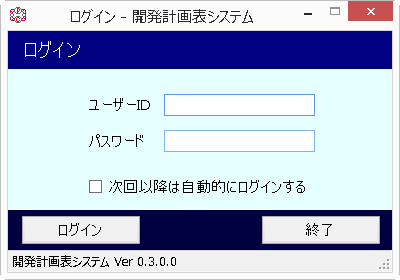 ログイン - 開発計画表システム
ログイン
ユーザーID
パスワード
次回以降は自動的にログインする
ログイン 終了
開発計画表システム Ver 0.3.0.0